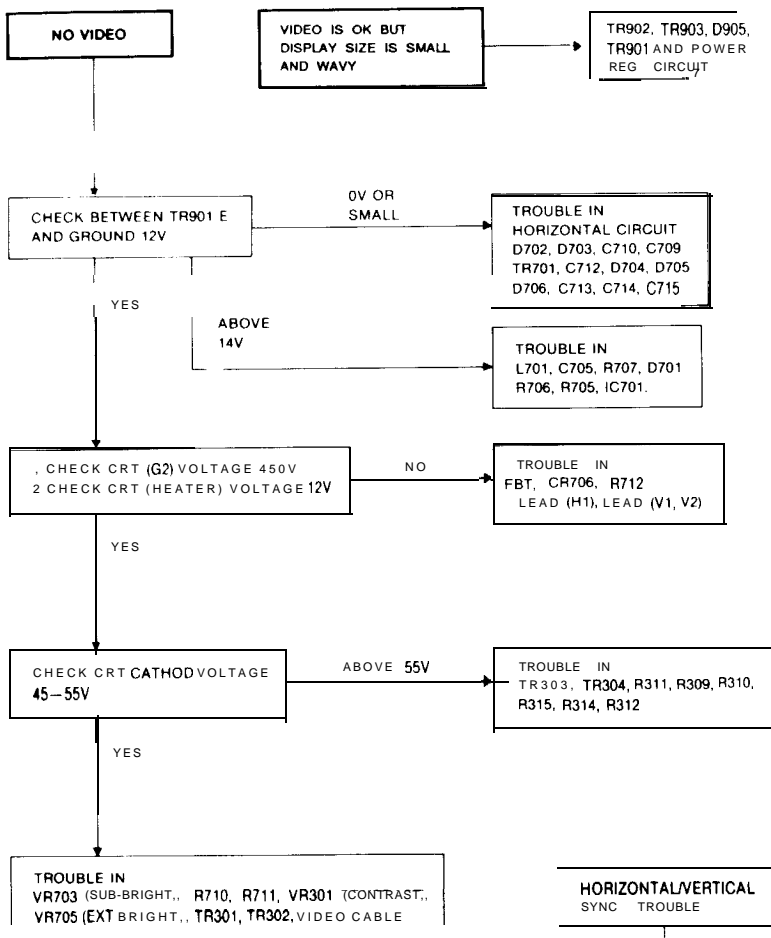 NO VIDEO
VIDEO IS OK BUT
DISPLAY SIZE IS SMALL
AND WAVY
TR902, TR903, D905,
TR901 AND POWER
REG CIRCUIT
CHECK BETWEEN TR901 E
AND GROUND 12V
0V OR
SMALL
TROUBLE IN
HORIZONTAL CIRCUIT
D702, D703, C710, C709
TR701, C712, D704, D705
D706, C713, C714, C715
YES
ABOVE
14V
TROUBLE IN
L701, C705, R707, D701
R706, R705, IC701.
, CHECK CRT (G2) VOLTAGE 450V
2 CHECK CRT (HEATER) VOLTAGE 12V
NO
TROUBLE IN
FBT, CR706, R712
LEAD (H1), LEAD (V1, V2)
YES
CHECK CRT CATHOD VOLTAGE
45–55V
ABOVE 55V
TROUBLE IN
TR303, TR304, R311, R309, R310,
R315, R314, R312
YES
TROUBLE IN
VR703 (SUB-BRIGHT,, R710, R711, VR301 (CONTRAST,,
VR705 (EXT BRIGHT,, TR301, TR302, VIDEO CABLE
HORIZONTAL/VERTICAL
SYNC TROUBLE